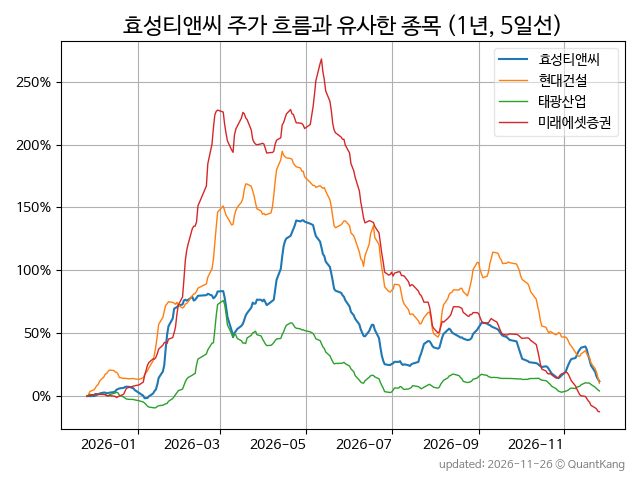 효성티앤씨 주가 흐름과 유사한 종목 (1년, 5일선)
효성티앤씨
현대건설
태광산업
미래에셋증권
250%
200%
150%
100%
50%
0%
2026-01 2026-03 2026-05 2026-07 2026-09 2026-11
updated: 2026-11-26 © QuantKang